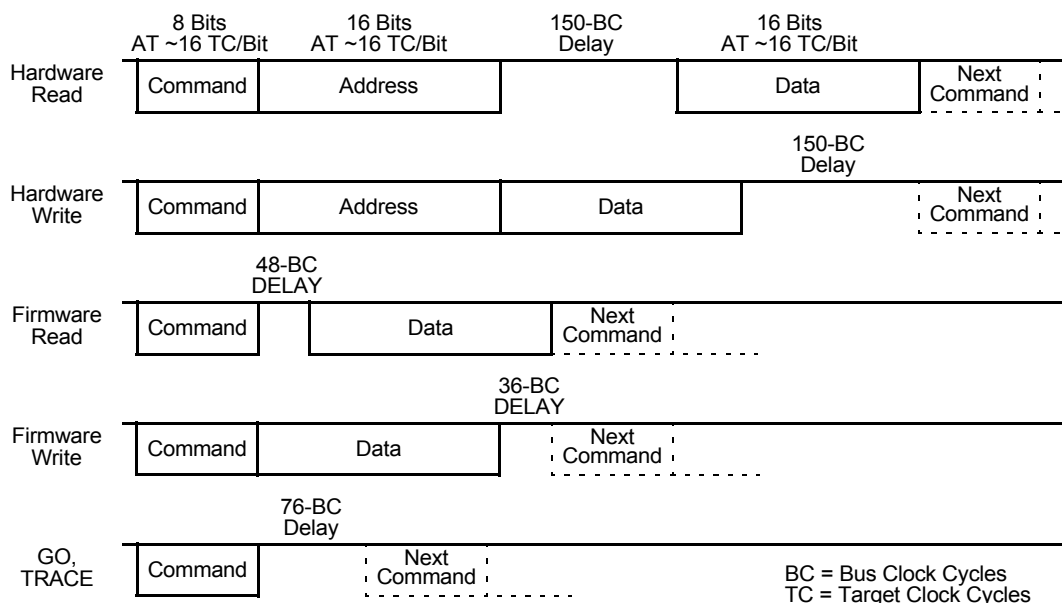 8 Bits
AT ~16 TC/Bit
16 Bits
AT ~16 TC/Bit
150-BC
Delay
16 Bits
AT ~16 TC/Bit
Hardware
Read
Command
Address
Data
Next
Command
150-BC
Delay
Hardware
Write
Command
Address
Data
Next
Command
48-BC
DELAY
Firmware
Read
Command
Data
Next
Command
36-BC
DELAY
Firmware
Write
Command
Data
Next
Command
76-BC
Delay
GO,
TRACE
Command
Next
Command
BC = Bus Clock Cycles
TC = Target Clock Cycles